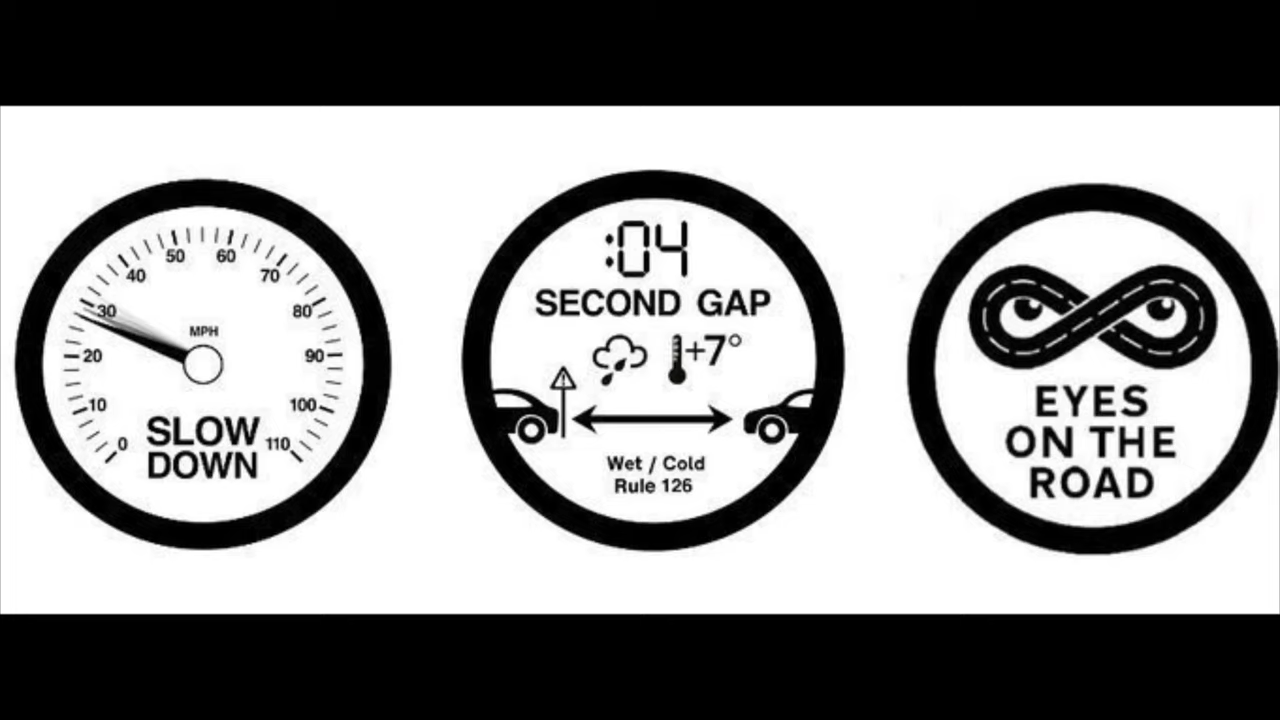 0
10
20
30
40
50
60
70
80
90
100
110
MPH
SLOW
DOWN
:04
SECOND GAP
+7°
Wet / Cold
Rule 126
EYES
ON THE
ROAD